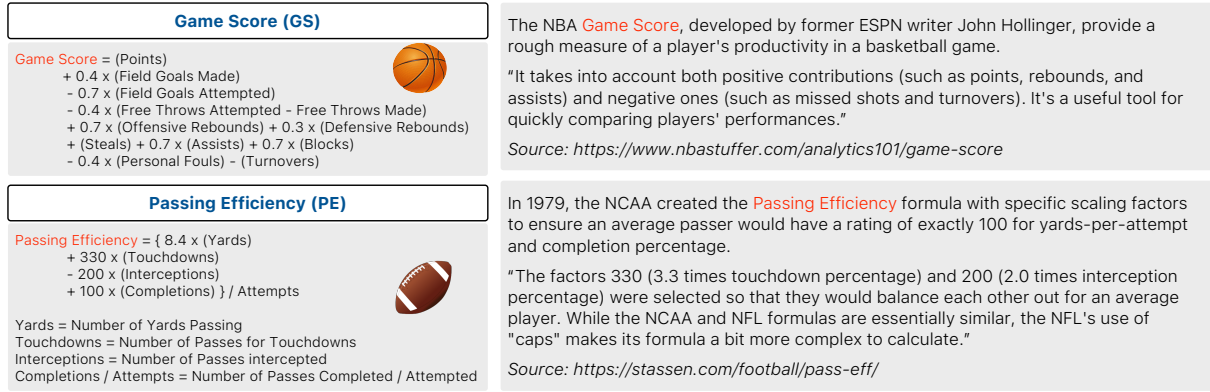 Game Score (GS)
Game Score = (Points)
+ 0.4 x (Field Goals Made)
- 0.7 x (Field Goals Attempted)
- 0.4 x (Free Throws Attempted - Free Throws Made)
+ 0.7 x (Offensive Rebounds) + 0.3 x (Defensive Rebounds)
+ (Steals) + 0.7 x (Assists) + 0.7 x (Blocks)
- 0.4 x (Personal Fouls) - (Turnovers)
The NBA Game Score, developed by former ESPN writer John Hollinger, provide a
rough measure of a player's productivity in a basketball game.
“It takes into account both positive contributions (such as points, rebounds, and
assists) and negative ones (such as missed shots and turnovers). It's a useful tool for
quickly comparing players' performances.”
Source: https://www.nbastuffer.com/analytics101/game-score
Passing Efficiency (PE)
Passing Efficiency = { 8.4 x (Yards)
+ 330 x (Touchdowns)
- 200 x (Interceptions)
+ 100 x (Completions) } / Attempts
Yards = Number of Yards Passing
Touchdowns = Number of Passes for Touchdowns
Interceptions = Number of Passes intercepted
Completions / Attempts = Number of Passes Completed / Attempted
In 1979, the NCAA created the Passing Efficiency formula with specific scaling factors
to ensure an average passer would have a rating of exactly 100 for yards-per-attempt
and completion percentage.
“The factors 330 (3.3 times touchdown percentage) and 200 (2.0 times interception
percentage) were selected so that they would balance each other out for an average
player. While the NCAA and NFL formulas are essentially similar, the NFL's use of
"caps" makes its formula a bit more complex to calculate.”
Source: https://stassen.com/football/pass-eff/